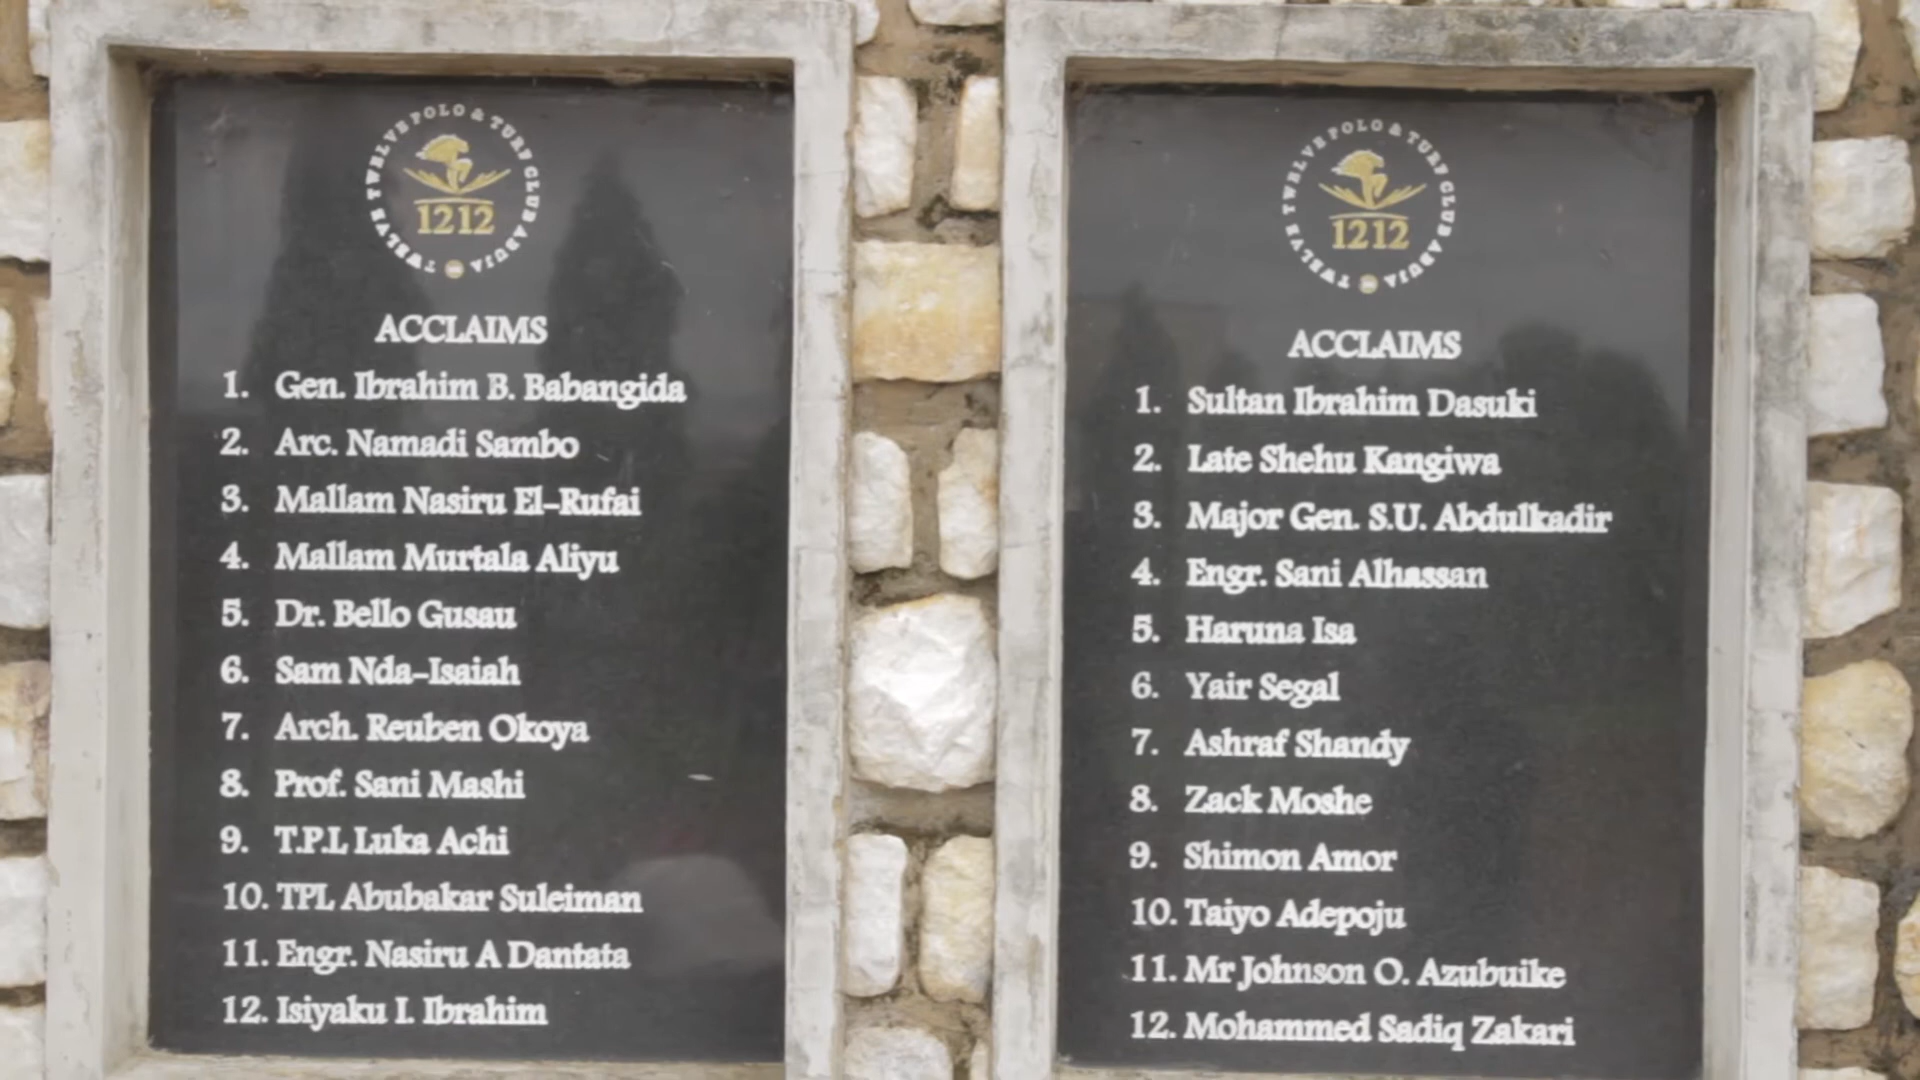 TWELVE TWELVE POLO & TURF CLUB ABUJA
1212
ACCLAIMS
1. Gen. Ibrahim B. Babangida
2. Arc. Namadi Sambo
3. Mallam Nasiru El-Rufai
4. Mallam Murtala Aliyu
5. Dr. Bello Gusau
6. Sam Nda-Isaiah
7. Arch. Reuben Okoya
8. Prof. Sani Mashi
9. T.P.L Luka Achi
10. TPL Abubakar Suleiman
11. Engr. Nasiru A Dantata
12. Isiyaku I. Ibrahim
TWELVE TWELVE POLO & TURF CLUB ABUJA
1212
ACCLAIMS
1. Sultan Ibrahim Dasuki
2. Late Shehu Kangiwa
3. Major Gen. S.U. Abdulkadir
4. Engr. Sani Alhassan
5. Haruna Isa
6. Yair Segal
7. Ashraf Shandy
8. Zack Moshe
9. Shimon Amor
10. Taiyo Adepoju
11. Mr Johnson O. Azubuike
12. Mohammed Sadiq Zakari